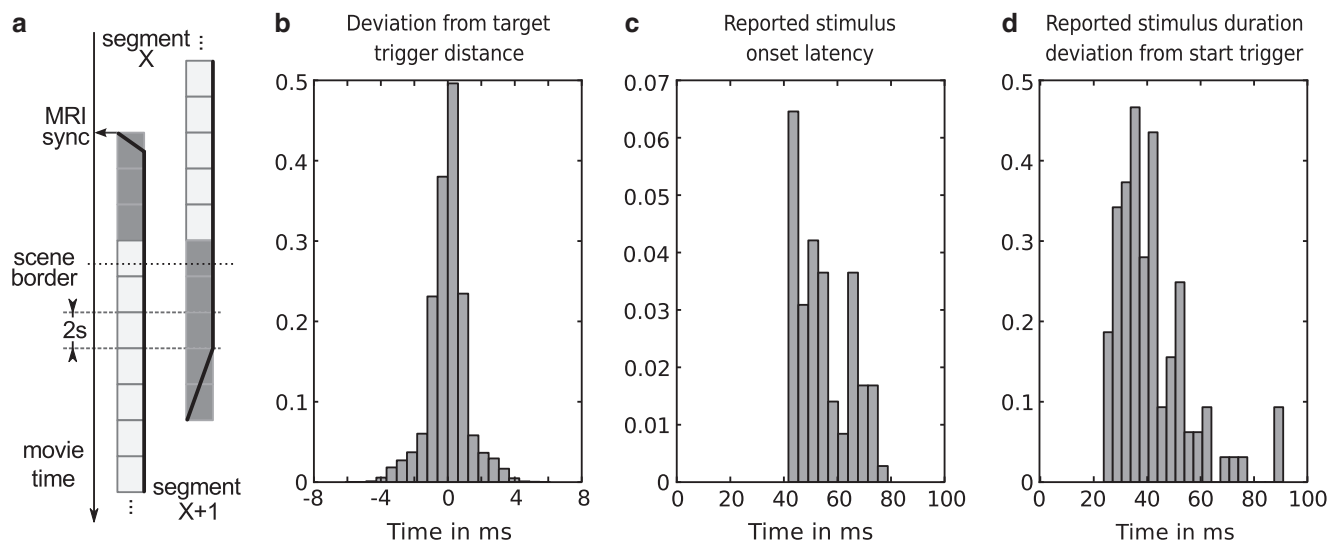 a
segment
X
⋮
MRI
sync
scene
border
2s
movie
time
⋮
segment
X+1
b
Deviation from target
trigger distance
0.5
0.4
0.3
0.2
0.1
0
-8
-4
0
4
8
Time in ms
c
Reported stimulus
onset latency
0.07
0.06
0.05
0.04
0.03
0.02
0.01
0
0
20
40
60
80
100
Time in ms
d
Reported stimulus duration
deviation from start trigger
0.5
0.4
0.3
0.2
0.1
0
0
20
40
60
80
100
Time in ms